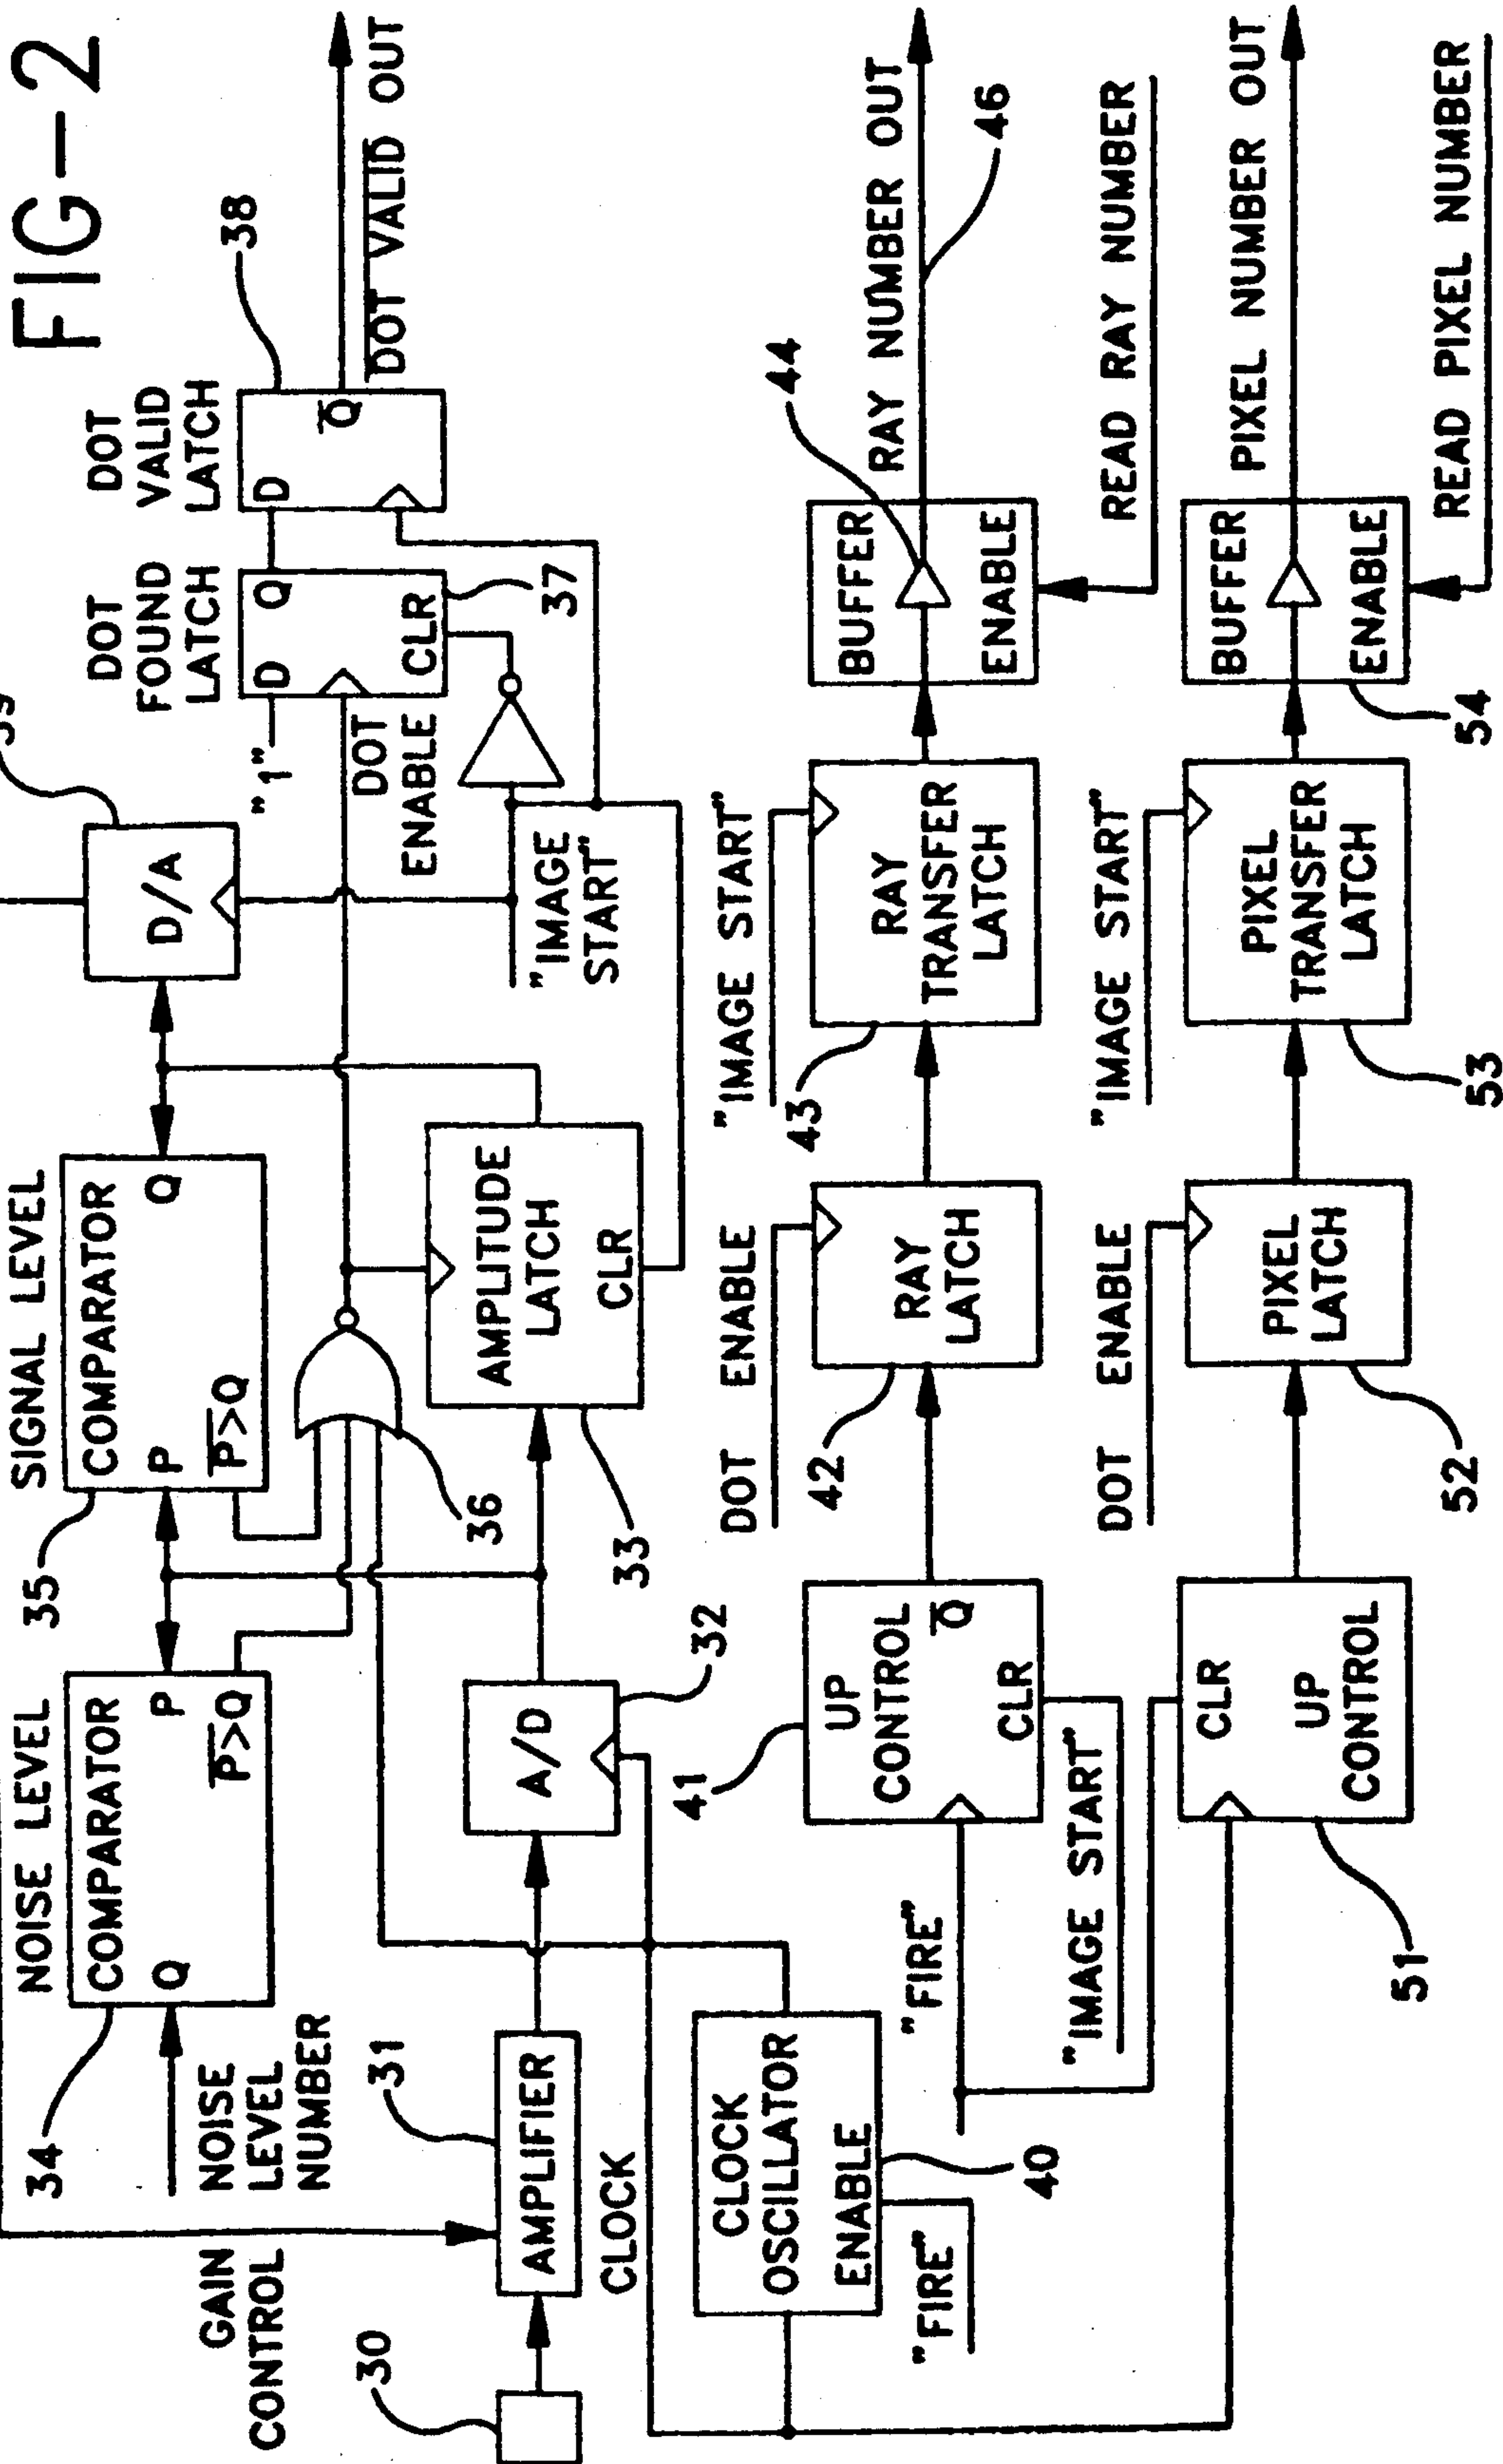 FIG-2
39
SIGNAL LEVEL
COMPARATOR
P
Q
P>Q
35
NOISE LEVEL
COMPARATOR
Q
P
P>Q
34
NOISE
LEVEL
NUMBER
GAIN
CONTROL
D/A
DOT
FOUND
LATCH
D
Q
CLR
37
"1"
DOT
ENABLE
DOT
VALID
LATCH
D
Q
38
DOT VALID OUT
"IMAGE
START"
36
AMPLITUDE
LATCH
CLR
33
A/D
32
AMPLIFIER
31
30
CLOCK
CLOCK
OSCILLATOR
ENABLE
40
"FIRE"
"FIRE"
UP
CONTROL
Q
CLR
41
"IMAGE START"
DOT ENABLE
RAY
LATCH
42
"IMAGE START"
RAY
TRANSFER
LATCH
43
BUFFER
ENABLE
44
RAY NUMBER OUT
46
READ RAY NUMBER
CLR
UP
CONTROL
51
DOT ENABLE
PIXEL
LATCH
52
"IMAGE START"
PIXEL
TRANSFER
LATCH
53
BUFFER
ENABLE
54
PIXEL NUMBER OUT
READ PIXEL NUMBER